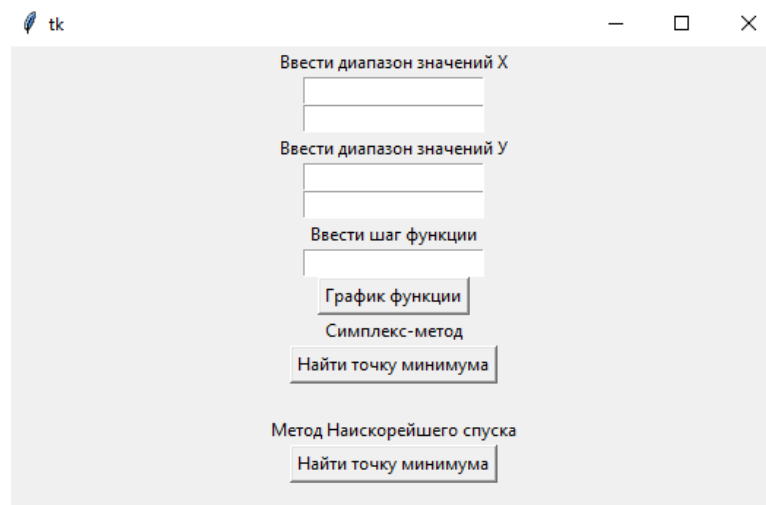 tk
Ввести диапазон значений X
Ввести диапазон значений У
Ввести шаг функции
График функции
Симплекс-метод
Найти точку минимума
Метод Наискорейшего спуска
Найти точку минимума